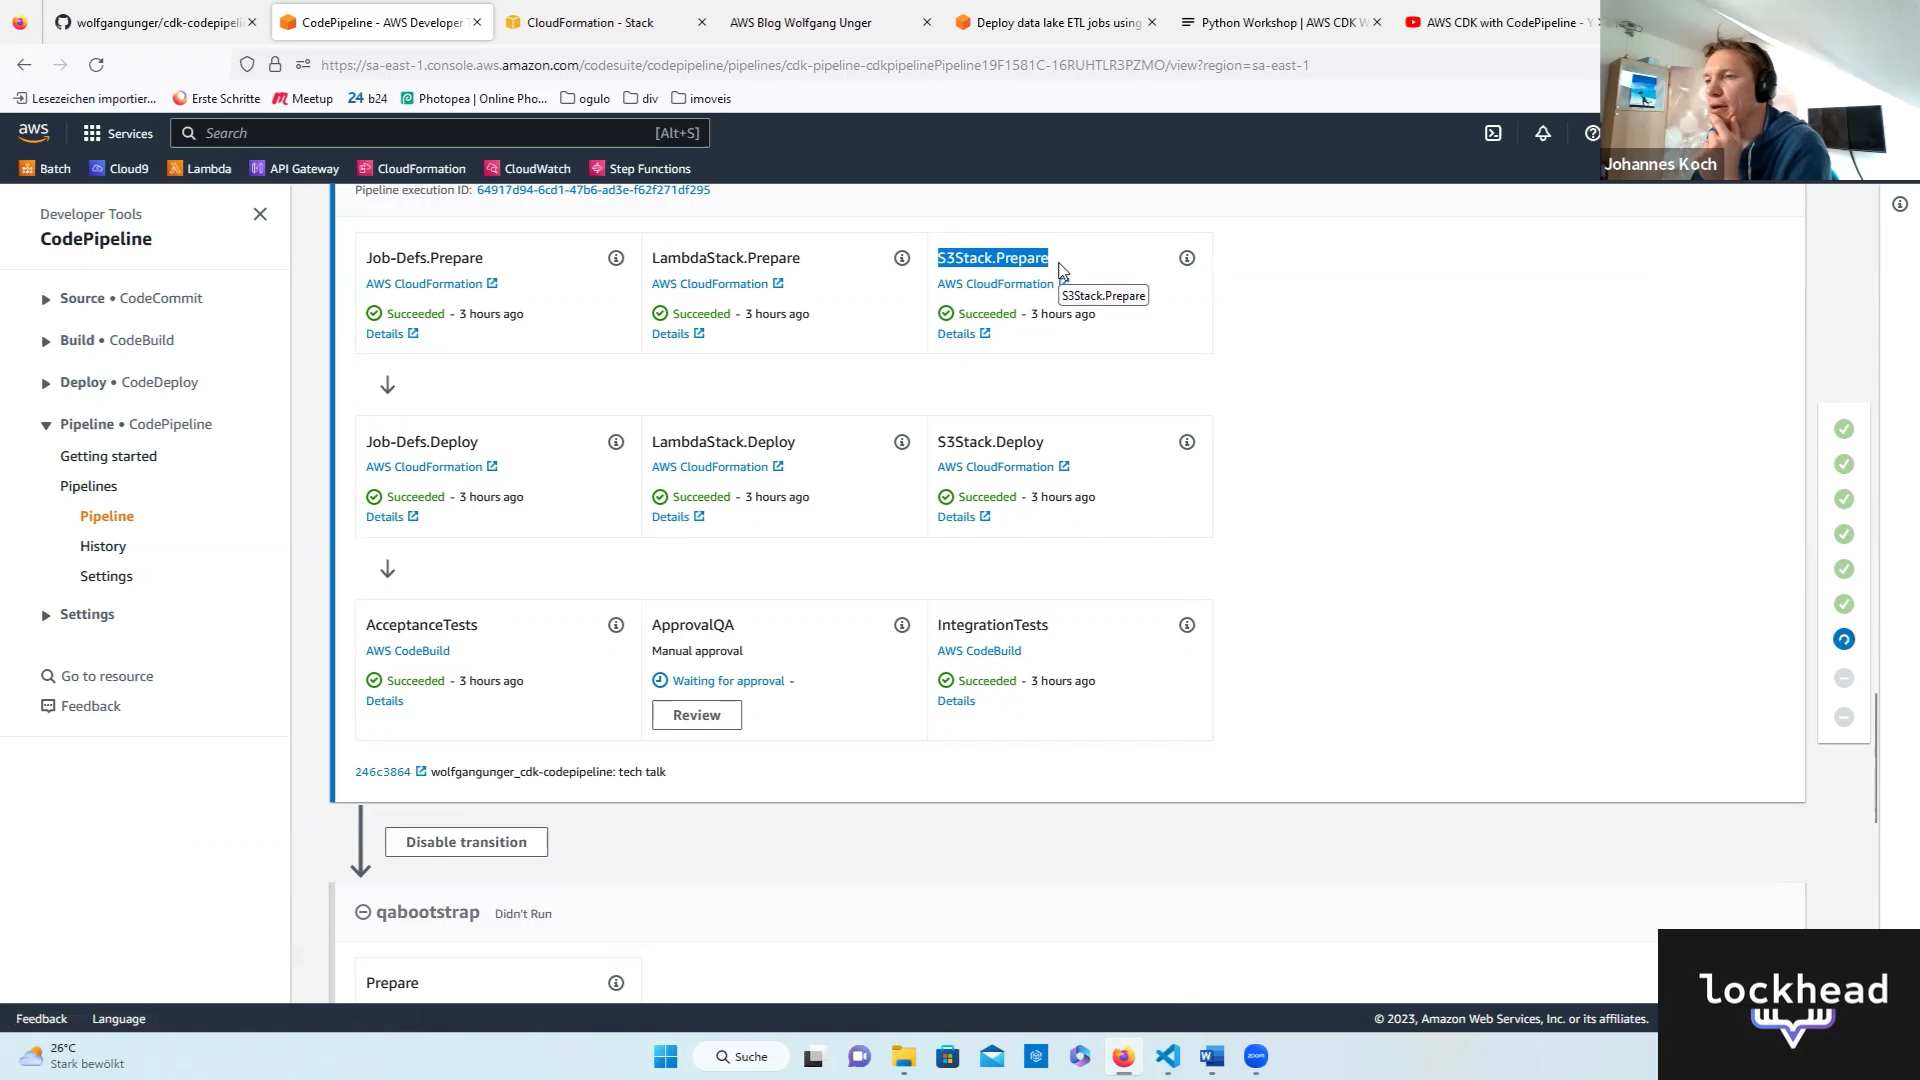 wolfgangunger/cdk-codepipeli
CodePipeline - AWS Developer T
CloudFormation - Stack
AWS Blog Wolfgang Unger
Deploy data lake ETL jobs using
Python Workshop | AWS CDK W
AWS CDK with CodePipeline - Y
https://sa-east-1.console.aws.amazon.com/codesuite/codepipeline/pipelines/cdk-pipeline-cdkpipelinePipeline19F1581C-16RUHTLR3PZMO/view?region=sa-east-1
Lesezeichen importier...
Erste Schritte
Meetup
24 b24
Photopea | Online Pho...
ogulo
div
imoveis
aws
Services
Search
[Alt+S]
Johannes Koch
Batch
Cloud9
Lambda
API Gateway
CloudFormation
CloudWatch
Step Functions
Developer Tools
CodePipeline
Source • CodeCommit
Build • CodeBuild
Deploy • CodeDeploy
Pipeline • CodePipeline
Getting started
Pipelines
Pipeline
History
Settings
Settings
Go to resource
Feedback
Pipeline execution ID: 64917d94-6cd1-47b6-ad3e-f62f271df295
Job-Defs.Prepare
AWS CloudFormation
Succeeded - 3 hours ago
Details
LambdaStack.Prepare
AWS CloudFormation
Succeeded - 3 hours ago
Details
S3Stack.Prepare
AWS CloudFormation
S3Stack.Prepare
Succeeded - 3 hours ago
Details
Job-Defs.Deploy
AWS CloudFormation
Succeeded - 3 hours ago
Details
LambdaStack.Deploy
AWS CloudFormation
Succeeded - 3 hours ago
Details
S3Stack.Deploy
AWS CloudFormation
Succeeded - 3 hours ago
Details
AcceptanceTests
AWS CodeBuild
Succeeded - 3 hours ago
Details
ApprovalQA
Manual approval
Waiting for approval -
Review
IntegrationTests
AWS CodeBuild
Succeeded - 3 hours ago
Details
246c3864 wolfgangunger_cdk-codepipeline: tech talk
Disable transition
qabootstrap Didn't Run
Prepare
lockhead
Feedback
Language
© 2023, Amazon Web Services, Inc. or its affiliates.
26°C
Stark bewölkt
Suche
zoom